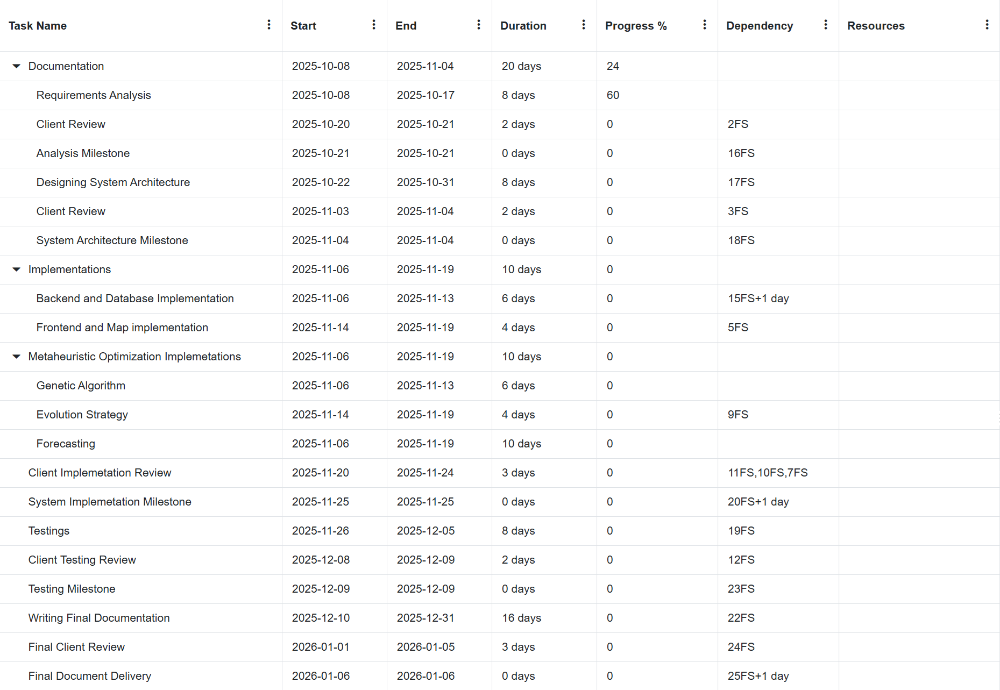 Task Name Start End Duration Progress % Dependency Resources
Documentation 2025-10-08 2025-11-04 20 days 24
Requirements Analysis 2025-10-08 2025-10-17 8 days 60
Client Review 2025-10-20 2025-10-21 2 days 0 2FS
Analysis Milestone 2025-10-21 2025-10-21 0 days 0 16FS
Designing System Architecture 2025-10-22 2025-10-31 8 days 0 17FS
Client Review 2025-11-03 2025-11-04 2 days 0 3FS
System Architecture Milestone 2025-11-04 2025-11-04 0 days 0 18FS
Implementations 2025-11-06 2025-11-19 10 days 0
Backend and Database Implementation 2025-11-06 2025-11-13 6 days 0 15FS+1 day
Frontend and Map implementation 2025-11-14 2025-11-19 4 days 0 5FS
Metaheuristic Optimization Implemetations 2025-11-06 2025-11-19 10 days 0
Genetic Algorithm 2025-11-06 2025-11-13 6 days 0
Evolution Strategy 2025-11-14 2025-11-19 4 days 0 9FS
Forecasting 2025-11-06 2025-11-19 10 days 0
Client Implemetation Review 2025-11-20 2025-11-24 3 days 0 11FS,10FS,7FS
System Implemetation Milestone 2025-11-25 2025-11-25 0 days 0 20FS+1 day
Testings 2025-11-26 2025-12-05 8 days 0 19FS
Client Testing Review 2025-12-08 2025-12-09 2 days 0 12FS
Testing Milestone 2025-12-09 2025-12-09 0 days 0 23FS
Writing Final Documentation 2025-12-10 2025-12-31 16 days 0 22FS
Final Client Review 2026-01-01 2026-01-05 3 days 0 24FS
Final Document Delivery 2026-01-06 2026-01-06 0 days 0 25FS+1 day